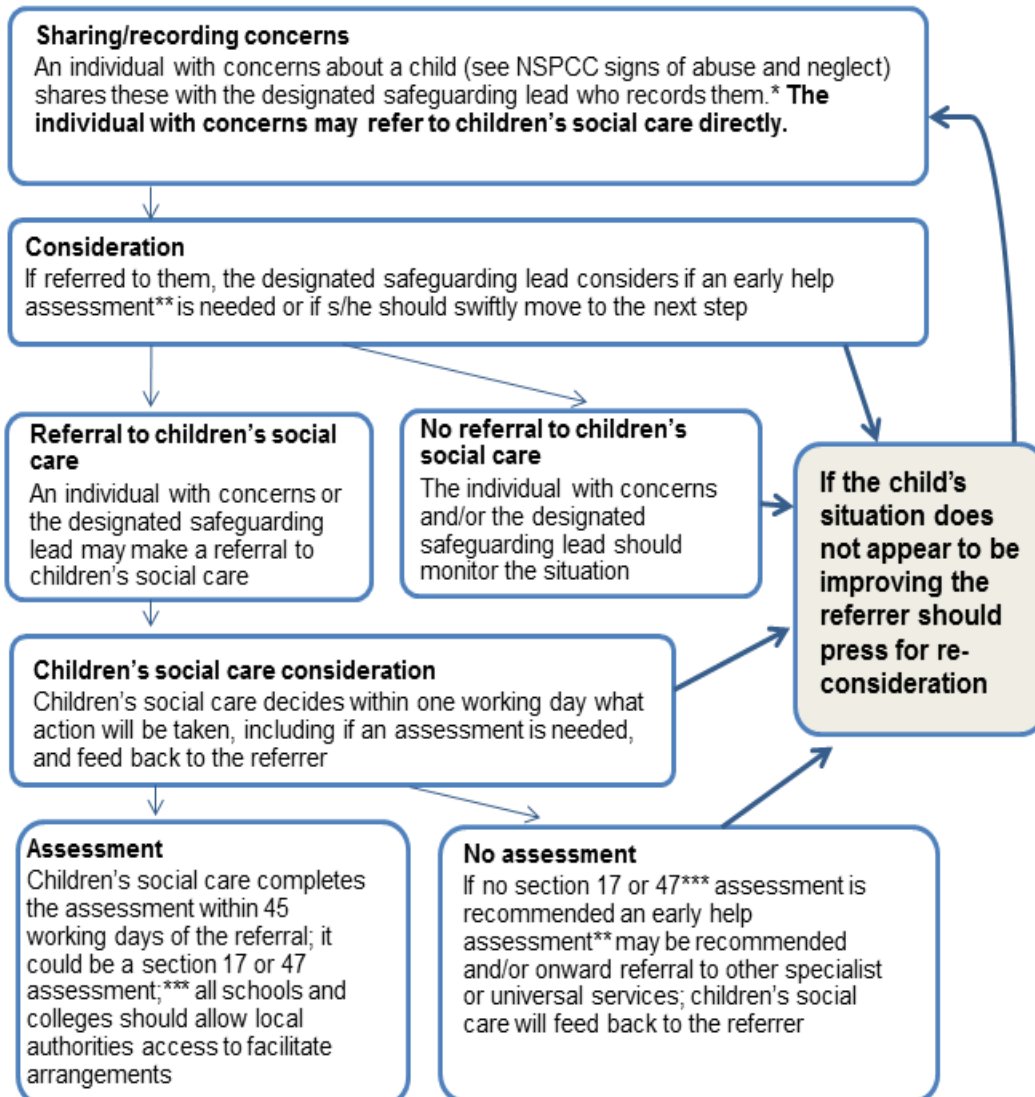 Sharing/recording concerns
An individual with concerns about a child (see NSPCC signs of abuse and neglect)
shares these with the designated safeguarding lead who records them.* The
individual with concerns may refer to children's social care directly.
Consideration
If referred to them, the designated safeguarding lead considers if an early help
assessment** is needed or if s/he should swiftly move to the next step
Referral to children's social
care
An individual with concerns or
the designated safeguarding
lead may make a referral to
children's social care
No referral to children's
social care
The individual with concerns
and/or the designated
safeguarding lead should
monitor the situation
If the child's
situation does
not appear to be
improving the
referrer should
press for re-
consideration
Children's social care consideration
Children's social care decides within one working day what
action will be taken, including if an assessment is needed,
and feed back to the referrer
Assessment
Children's social care completes
the assessment within 45
working days of the referral; it
could be a section 17 or 47
assessment;*** all schools and
colleges should allow local
authorities access to facilitate
arrangements
No assessment
If no section 17 or 47*** assessment is
recommended an early help
assessment** may be recommended
and/or onward referral to other specialist
or universal services; children's social
care will feed back to the referrer